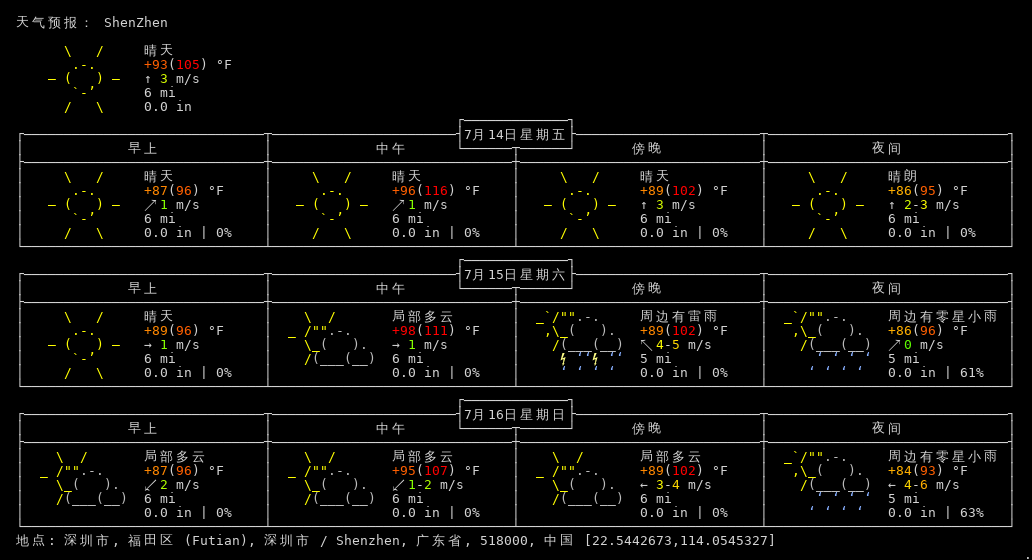 天气预报： ShenZhen
晴天
+93(105) °F
↑ 3 m/s
6 mi
0.0 in
7月14日星期五
早上 中午 傍晚 夜间
晴天 晴天 晴天 晴朗
+87(96) °F +96(116) °F +89(102) °F +86(95) °F
↗1 m/s ↗1 m/s ↑ 3 m/s ↑ 2-3 m/s
6 mi 6 mi 6 mi 6 mi
0.0 in | 0% 0.0 in | 0% 0.0 in | 0% 0.0 in | 0%
7月15日星期六
早上 中午 傍晚 夜间
晴天 局部多云 周边有雷雨 周边有零星小雨
+89(96) °F +98(111) °F +89(102) °F +86(96) °F
→ 1 m/s → 1 m/s ↖4-5 m/s ↗0 m/s
6 mi 6 mi 5 mi 5 mi
0.0 in | 0% 0.0 in | 0% 0.0 in | 0% 0.0 in | 61%
7月16日星期日
早上 中午 傍晚 夜间
局部多云 局部多云 局部多云 周边有零星小雨
+87(96) °F +95(107) °F +89(102) °F +84(93) °F
↙2 m/s ↙1-2 m/s ← 3-4 m/s ← 4-6 m/s
6 mi 6 mi 6 mi 5 mi
0.0 in | 0% 0.0 in | 0% 0.0 in | 0% 0.0 in | 63%
地点: 深圳市, 福田区 (Futian), 深圳市 / Shenzhen, 广东省, 518000, 中国 [22.5442673,114.0545327]